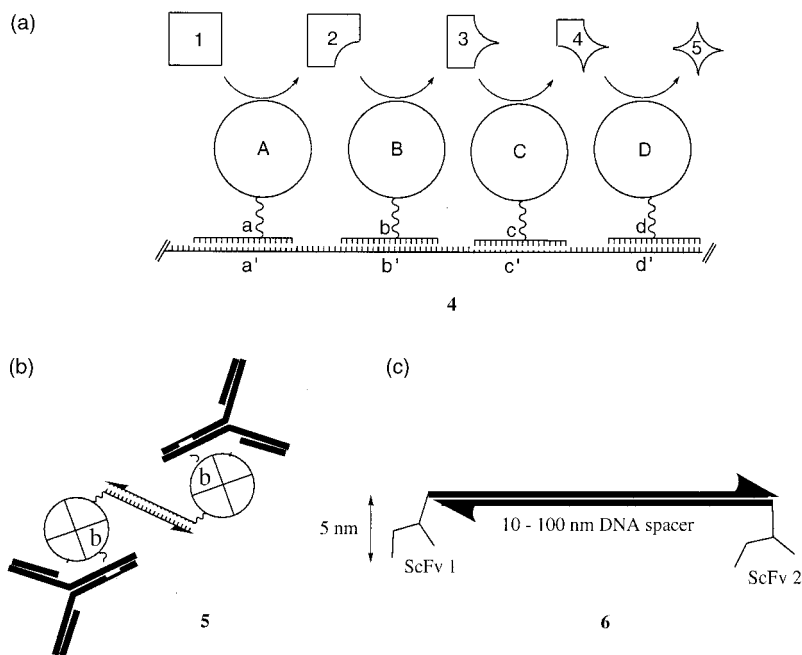 (a)
1 2 3 4 5
A B C D
a b c d
a' b' c' d'
4
(b) (c)
b
b
5 nm
10 - 100 nm DNA spacer
ScFv 1
ScFv 2
5 6